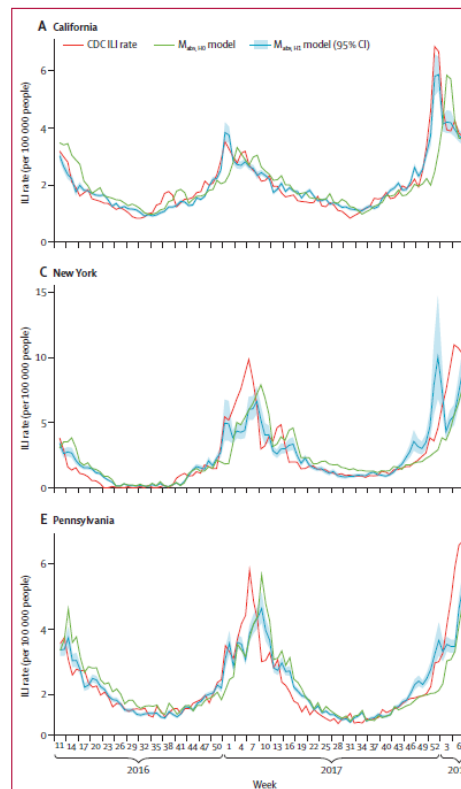 A California
CDC ILI rate M_abs, H0 model M_abs, H1 model (95% CI)
ILI rate (per 100 000 people)
6
4
2
0
C New York
ILI rate (per 100 000 people)
15
10
5
0
E Pennsylvania
ILI rate (per 100 000 people)
6
4
2
0
11 14 17 20 23 26 29 32 35 38 41 44 47 50 1 4 7 10 13 16 19 22 25 28 31 34 37 40 43 46 49 52 3 6
2016 2017
Week